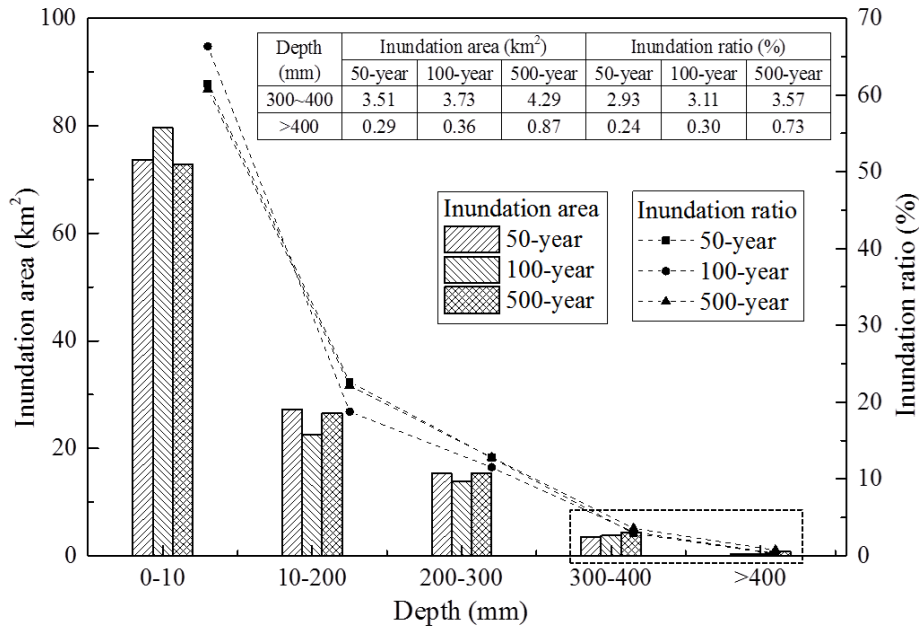 100
80
60
40
20
0
Inundation area (km²)
70
60
50
40
30
20
10
0
Inundation ratio (%)
Depth (mm) Inundation area (km²) Inundation ratio (%)
50-year 100-year 500-year 50-year 100-year 500-year
300~400 3.51 3.73 4.29 2.93 3.11 3.57
>400 0.29 0.36 0.87 0.24 0.30 0.73
Inundation area
50-year
100-year
500-year
Inundation ratio
50-year
100-year
500-year
0-10 10-200 200-300 300-400 >400
Depth (mm)